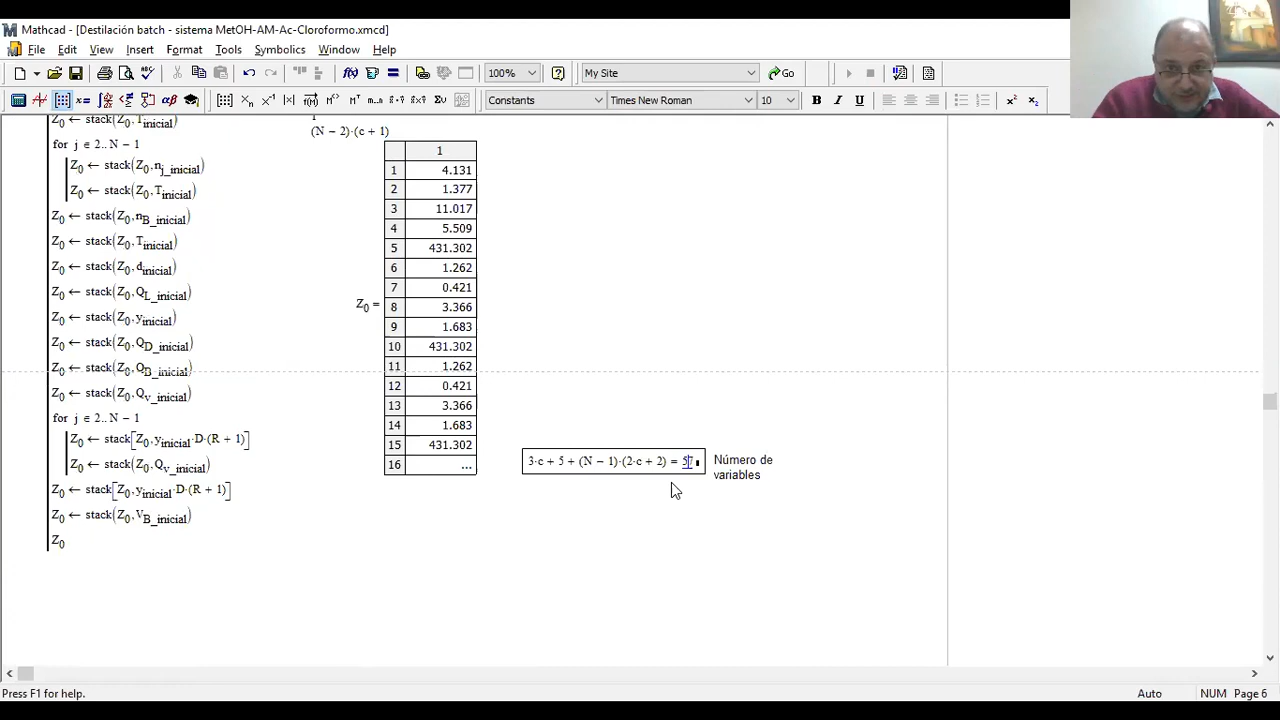 Mathcad - [Destilación batch - sistema MetOH-AM-Ac-Cloroformo.xmcd]
File Edit View Insert Format Tools Symbolics Window Help
100% My Site Go
Constants Times New Roman 10 B I U
Z0 ← stack(Z0, Tinicial)
for j ∈ 2.. N − 1
Z0 ← stack(Z0, nj_inicial)
Z0 ← stack(Z0, Tinicial)
Z0 ← stack(Z0, nB_inicial)
Z0 ← stack(Z0, Tinicial)
Z0 ← stack(Z0, dinicial)
Z0 ← stack(Z0, QL_inicial)
Z0 ← stack(Z0, yinicial)
Z0 ← stack(Z0, QD_inicial)
Z0 ← stack(Z0, QB_inicial)
Z0 ← stack(Z0, Qv_inicial)
for j ∈ 2.. N − 1
Z0 ← stack[Z0, yinicial·D·(R + 1)]
Z0 ← stack(Z0, Qv_inicial)
Z0 ← stack[Z0, yinicial·D·(R + 1)]
Z0 ← stack(Z0, VB_inicial)
Z0
(N − 2)·(c + 1)
Z0 =
1
1 4.131
2 1.377
3 11.017
4 5.509
5 431.302
6 1.262
7 0.421
8 3.366
9 1.683
10 431.302
11 1.262
12 0.421
13 3.366
14 1.683
15 431.302
16 ...
3·c + 5 + (N − 1)·(2·c + 2) = 57
Número de
variables
Press F1 for help.
Auto NUM Page 6